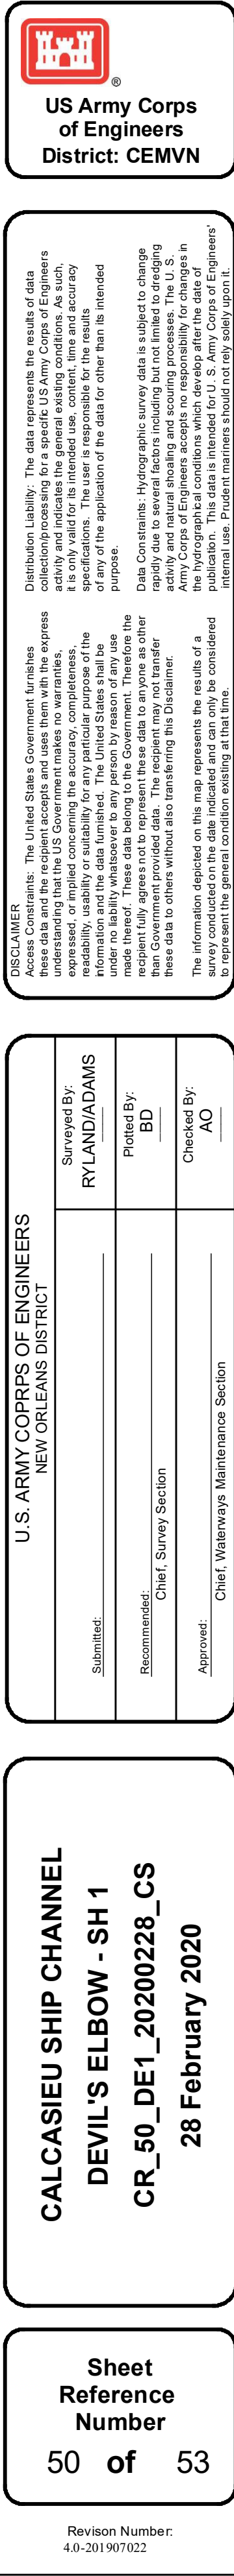 ®
US Army Corps
of Engineers
District: CEMVN
DISCLAIMER
Access Constraints: The United States Government furnishes
these data and the recipient accepts and uses them with the express
understanding that the US Government makes no warranties,
expressed, or implied concerning the accuracy, completeness,
readability, usability or suitability for any particular purpose of the
information and the data furnished. The United States shall be
under no liability whatsoever to any person by reason of any use
made thereof. These data belong to the Government. Therefore the
recipient fully agrees not to represent these data to anyone as other
than Government provided data. The recipient may not transfer
these data to others without also transferring this Disclaimer.
The information depicted on this map represents the results of a
survey conducted on the date indicated and can only be considered
to represent the general condition existing at that time.
Distribution Liability: The data represents the results of data
collection/processing for a specific US Army Corps of Engineers
activity and indicates the general existing conditions. As such,
it is only valid for its intended use, content, time and accuracy
specifications. The user is responsible for the results
of any of the application of the data for other than its intended
purpose.
Data Constraints: Hydrographic survey data is subject to change
rapidly due to several factors including but not limited to dredging
activity and natural shoaling and scouring processes. The U. S.
Army Corps of Engineers accepts no responsibility for changes in
the hydrographical conditions which develop after the date of
publication. This data is intended for U. S. Army Corps of Engineers'
internal use. Prudent mariners should not rely solely upon it.
U.S. ARMY COPRPS OF ENGINEERS
NEW ORLEANS DISTRICT
Submitted:
Surveyed By:
RYLAND/ADAMS
Recommended:
Chief, Survey Section
Plotted By:
BD
Approved:
Chief, Waterways Maintenance Section
Checked By:
AO
CALCASIEU SHIP CHANNEL
DEVIL'S ELBOW - SH 1
CR_50_DE1_20200228_CS
28 February 2020
Sheet
Reference
Number
50 of 53
Revison Number:
4.0-201907022